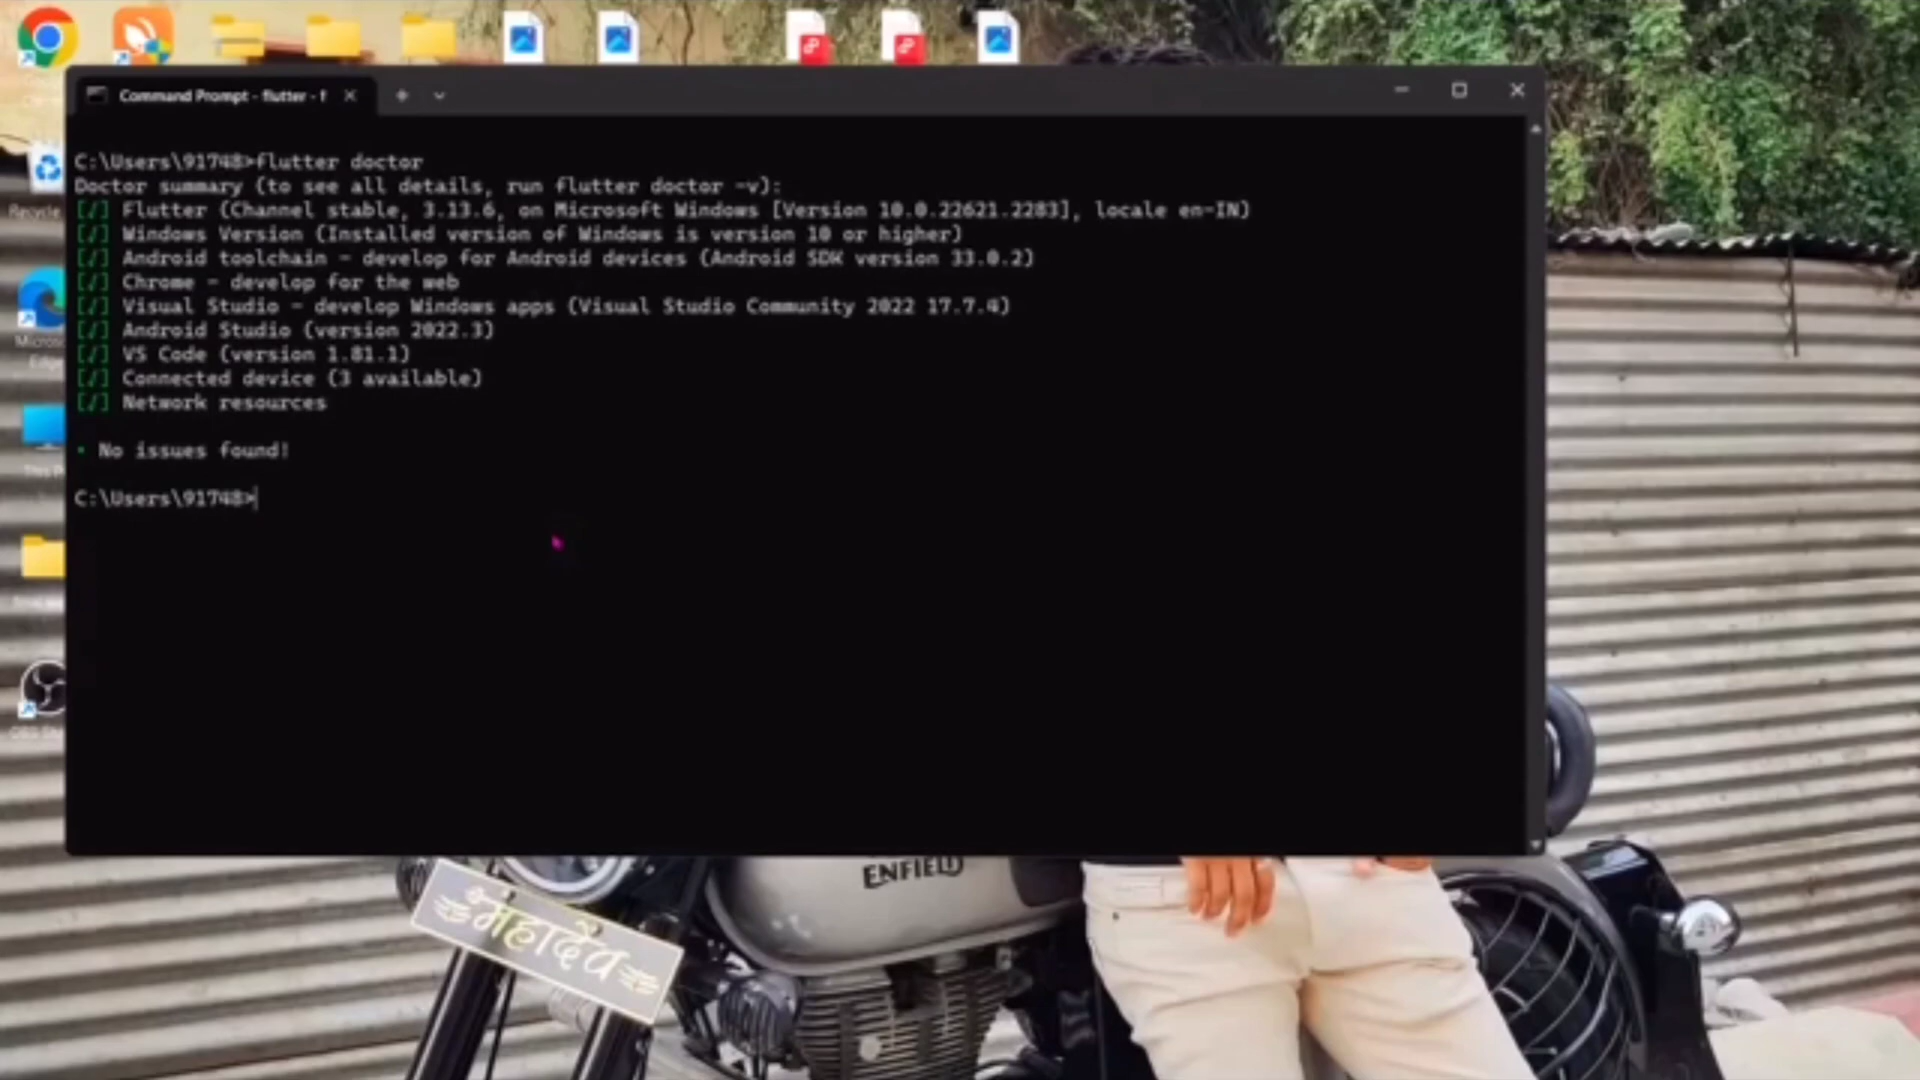 Command Prompt - flutter - f
C:\Users\91748>flutter doctor
Doctor summary (to see all details, run flutter doctor -v):
[√] Flutter (Channel stable, 3.13.6, on Microsoft Windows [Version 10.0.22621.2283], locale en-IN)
[√] Windows Version (Installed version of Windows is version 10 or higher)
[√] Android toolchain - develop for Android devices (Android SDK version 33.0.2)
[√] Chrome - develop for the web
[√] Visual Studio - develop Windows apps (Visual Studio Community 2022 17.7.4)
[√] Android Studio (version 2022.3)
[√] VS Code (version 1.81.1)
[√] Connected device (3 available)
[√] Network resources
• No issues found!
C:\Users\91748>
ENFIELD
महादेव